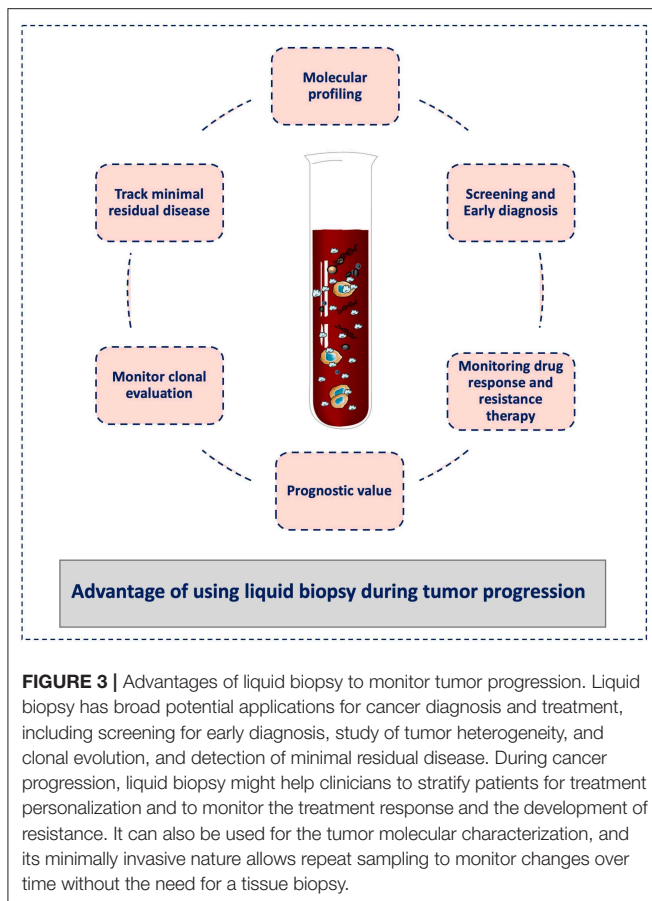 Molecular
profiling
Track minimal
residual disease
Screening and
Early diagnosis
Monitor clonal
evaluation
Monitoring drug
response and
resistance
therapy
Prognostic value
Advantage of using liquid biopsy during tumor progression
FIGURE 3 | Advantages of liquid biopsy to monitor tumor progression. Liquid
biopsy has broad potential applications for cancer diagnosis and treatment,
including screening for early diagnosis, study of tumor heterogeneity, and
clonal evolution, and detection of minimal residual disease. During cancer
progression, liquid biopsy might help clinicians to stratify patients for treatment
personalization and to monitor the treatment response and the development of
resistance. It can also be used for the tumor molecular characterization, and
its minimally invasive nature allows repeat sampling to monitor changes over
time without the need for a tissue biopsy.